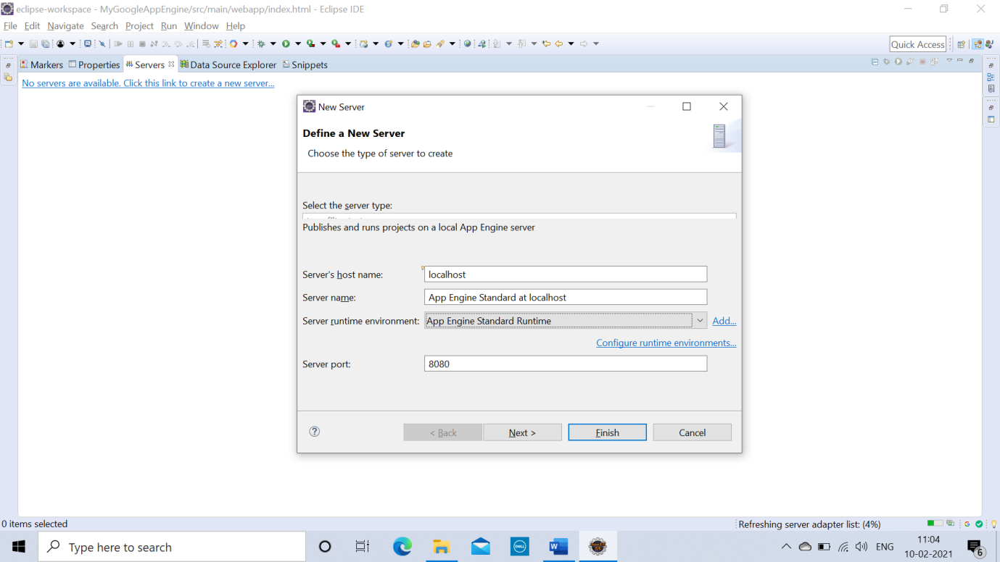 eclipse-workspace - MyGoogleAppEngine/src/main/webapp/index.html - Eclipse IDE
File Edit Navigate Search Project Run Window Help
Quick Access
Markers Properties Servers Data Source Explorer Snippets
No servers are available. Click this link to create a new server...
New Server
Define a New Server
Choose the type of server to create
Select the server type:
Publishes and runs projects on a local App Engine server
Server's host name: localhost
Server name: App Engine Standard at localhost
Server runtime environment: App Engine Standard Runtime Add...
Configure runtime environments...
Server port: 8080
< Back Next > Finish Cancel
0 items selected
Refreshing server adapter list: (4%)
Type here to search
DELL
ENG
11:04
10-02-2021
6